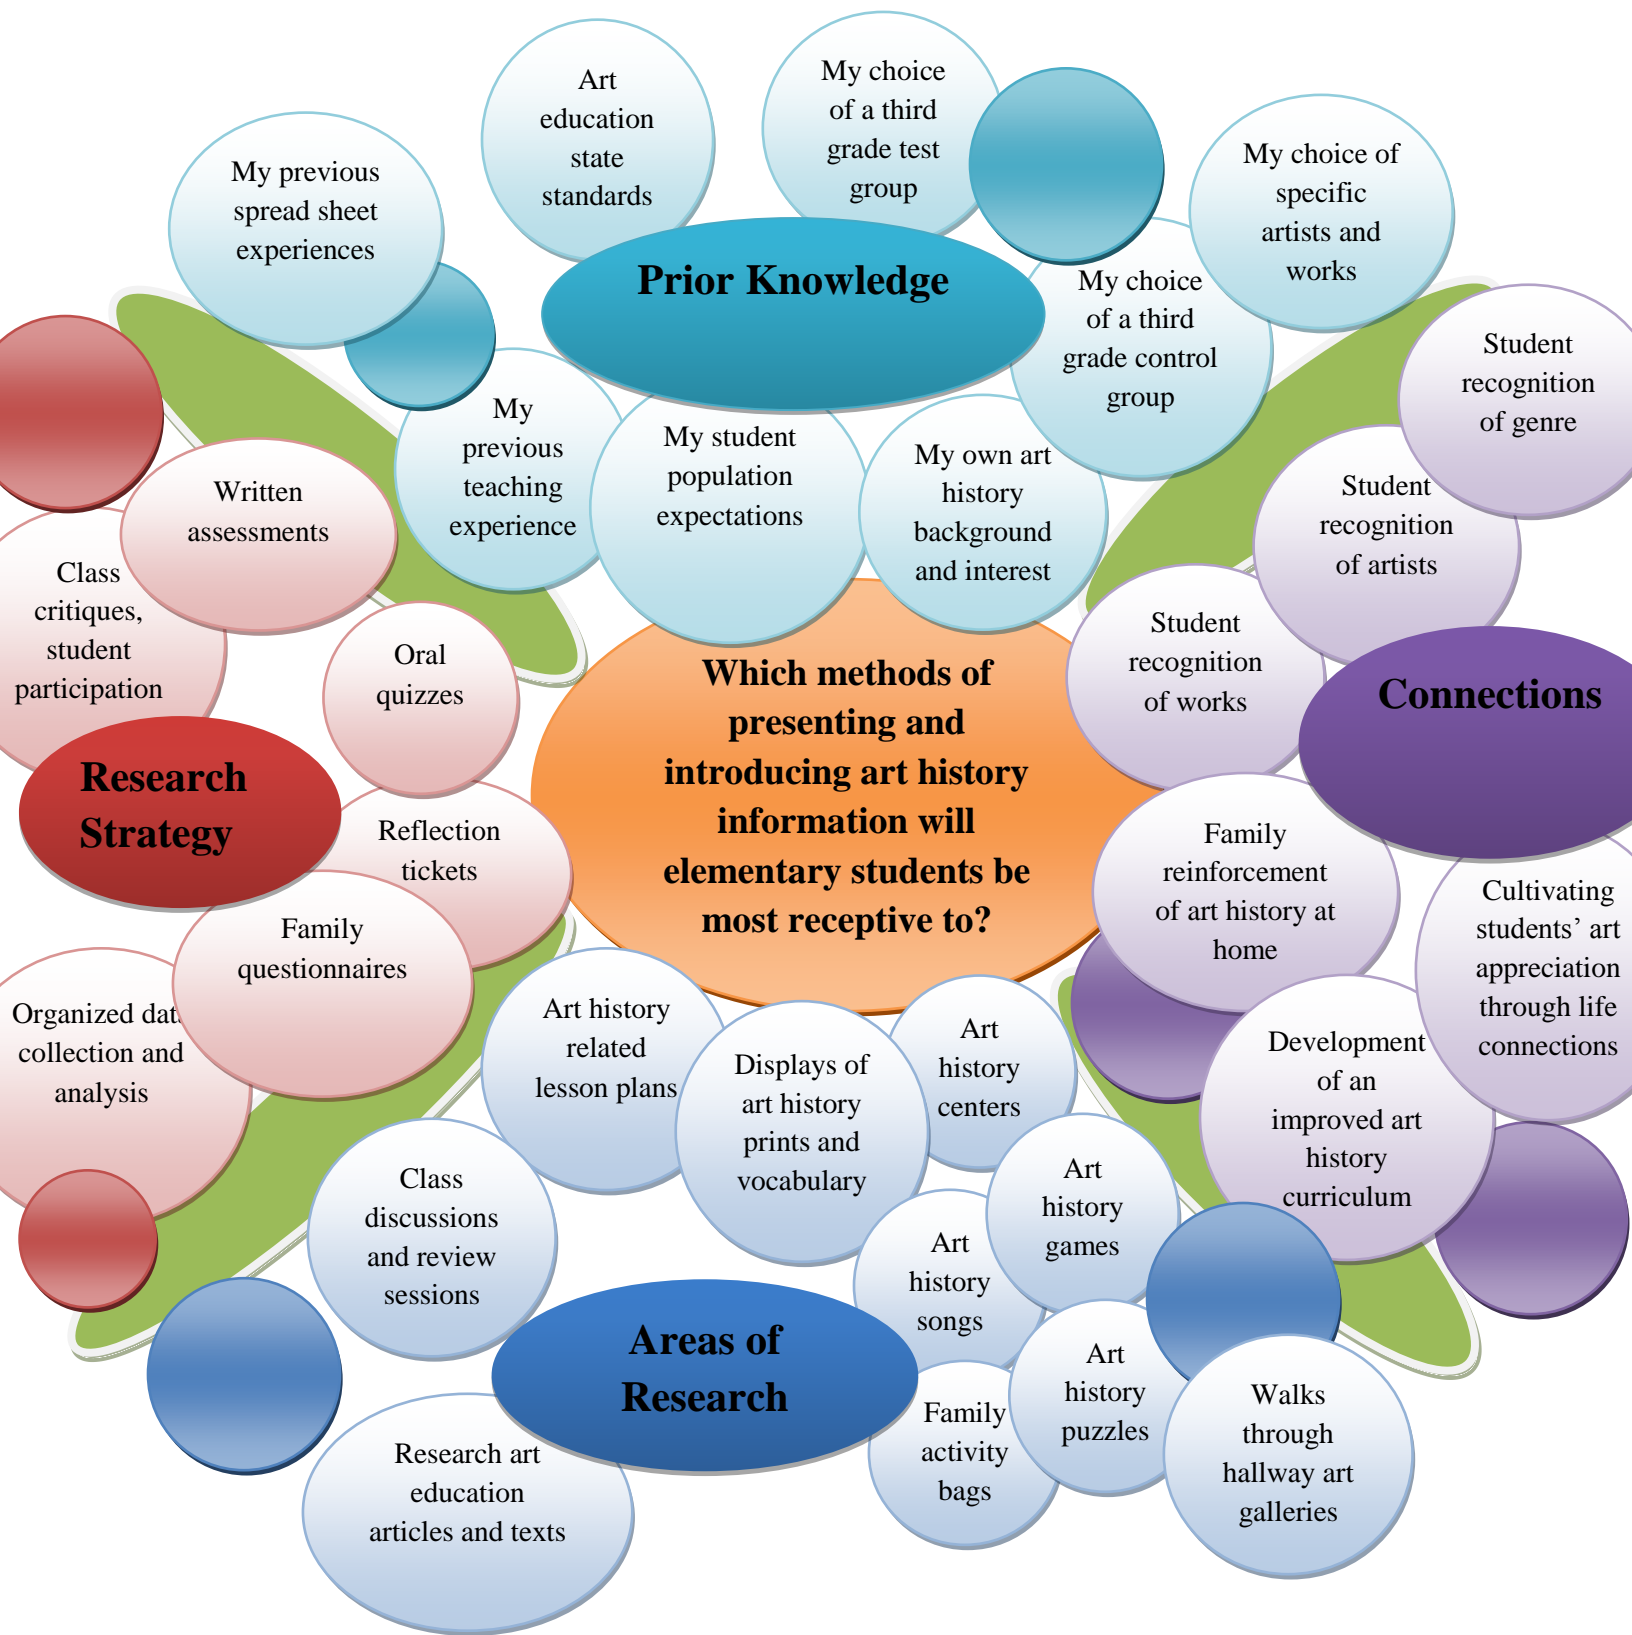 Art
education
state
standards
My choice
of a third
grade test
group
My previous
spread sheet
experiences
My choice of
specific
artists and
works
Prior Knowledge
My choice
of a third
grade control
group
My
previous
teaching
experience
My student
population
expectations
My own art
history
background
and interest
Student
recognition
of genre
Student
recognition
of artists
Student
recognition
of works
Connections
Written
assessments
Class
critiques,
student
participation
Oral
quizzes
Research
Strategy
Reflection
tickets
Family
questionnaires
Organized data
collection and
analysis
Which methods of
presenting and
introducing art history
information will
elementary students be
most receptive to?
Family
reinforcement
of art history at
home
Cultivating
students’ art
appreciation
through life
connections
Development
of an
improved art
history
curriculum
Art history
related
lesson plans
Displays of
art history
prints and
vocabulary
Art
history
centers
Art
history
games
Art
history
songs
Class
discussions
and review
sessions
Areas of
Research
Art
history
puzzles
Family
activity
bags
Walks
through
hallway art
galleries
Research art
education
articles and texts